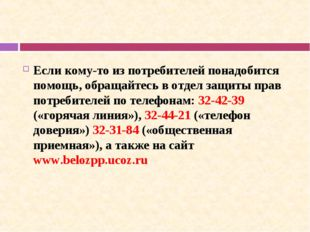 Если кому-то из потребителей понадобится
помощь, обращайтесь в отдел защиты прав
потребителей по телефонам: 32-42-39
(«горячая линия»), 32-44-21 («телефон
доверия») 32-31-84 («общественная
приемная»), а также на сайт
www.belozpp.ucoz.ru